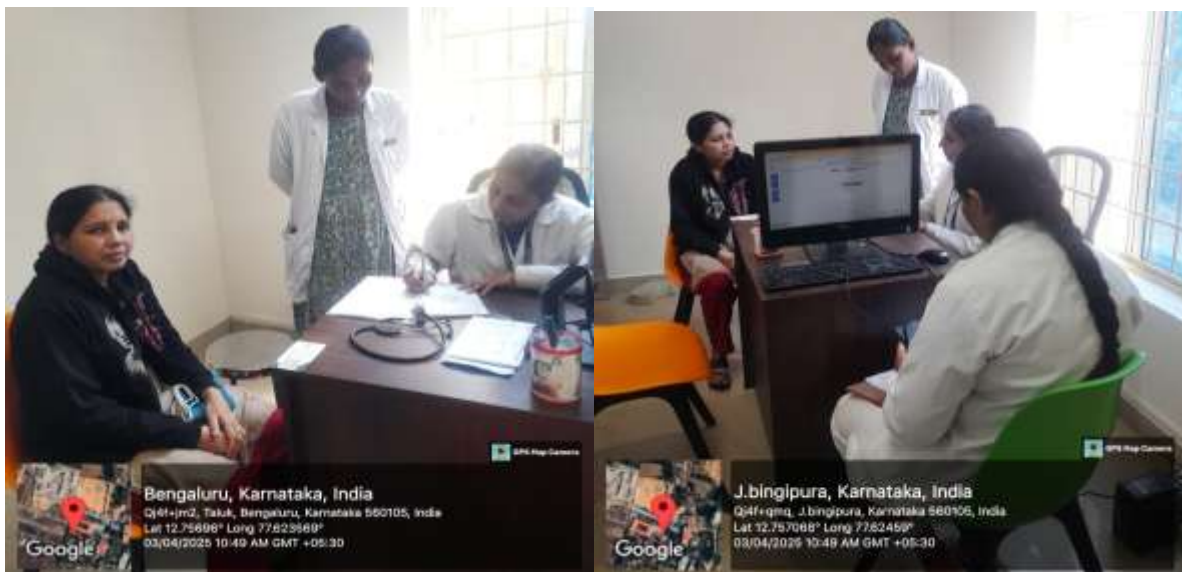 GPS Map Camera
Bengaluru, Karnataka, India
Qj4f+jm2, Taluk, Bengaluru, Karnataka 560105, India
Lat 12.75698° Long 77.623569°
03/04/2025 10:49 AM GMT +05:30
Google
GPS Map Camera
J.bingipura, Karnataka, India
Qj4f+qmq, J.bingipura, Karnataka 560105, India
Lat 12.757068° Long 77.62459°
03/04/2025 10:49 AM GMT +05:30
Google